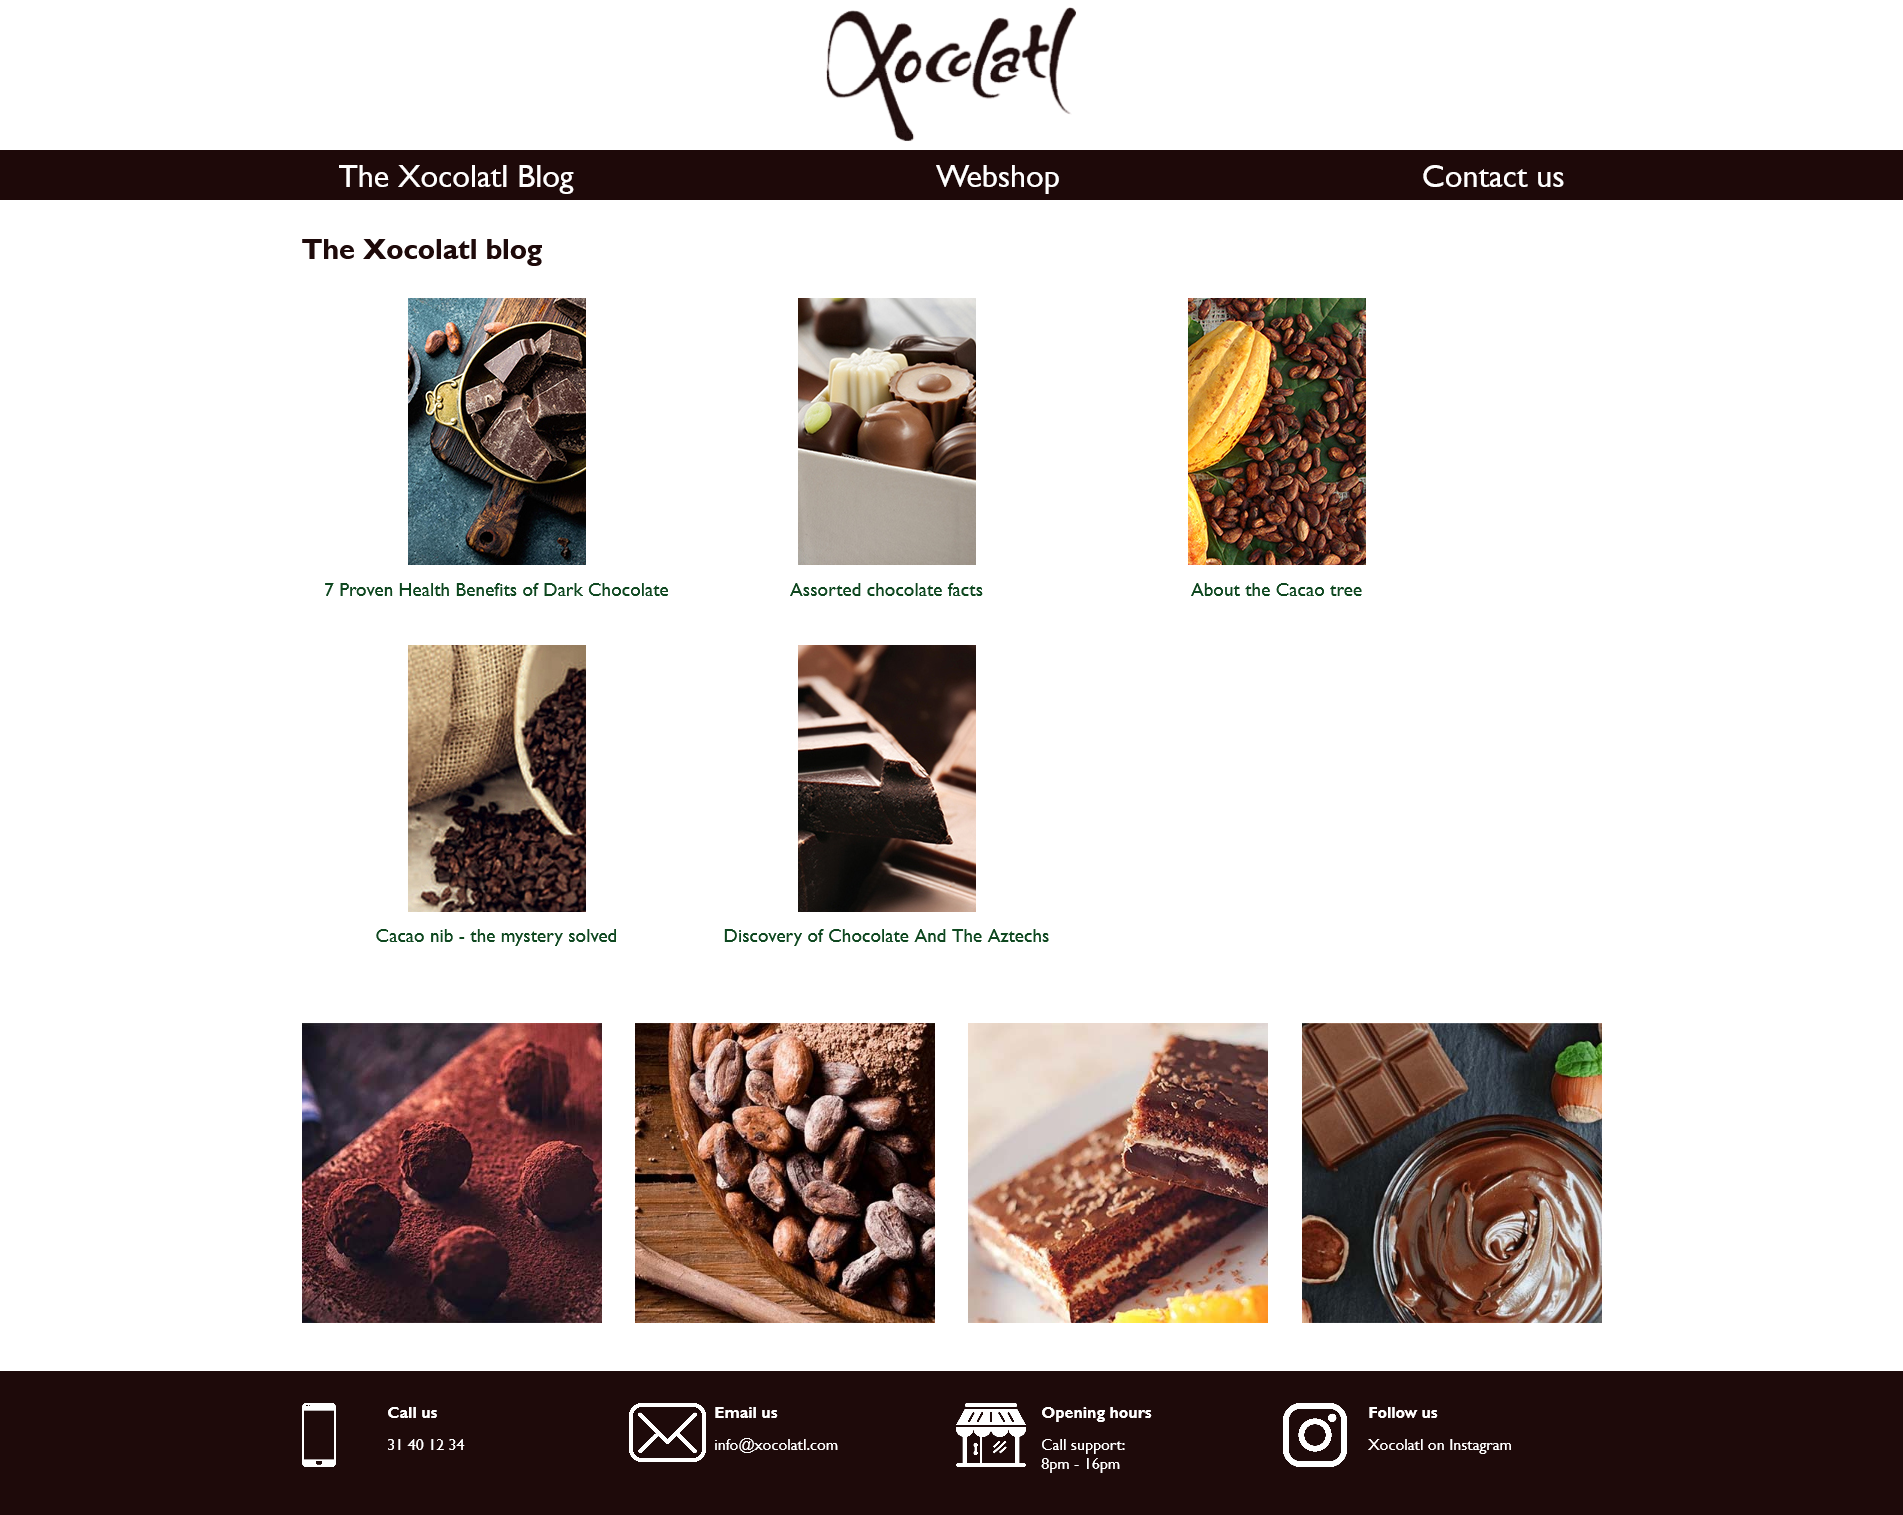 Xocolatl
The Xocolatl Blog
Webshop
Contact us
The Xocolatl blog
7 Proven Health Benefits of Dark Chocolate
Assorted chocolate facts
About the Cacao tree
Cacao nib - the mystery solved
Discovery of Chocolate And The Aztechs
Call us
31 40 12 34
Email us
info@xocolatl.com
Opening hours
Call support:
8pm - 16pm
Follow us
Xocolatl on Instagram